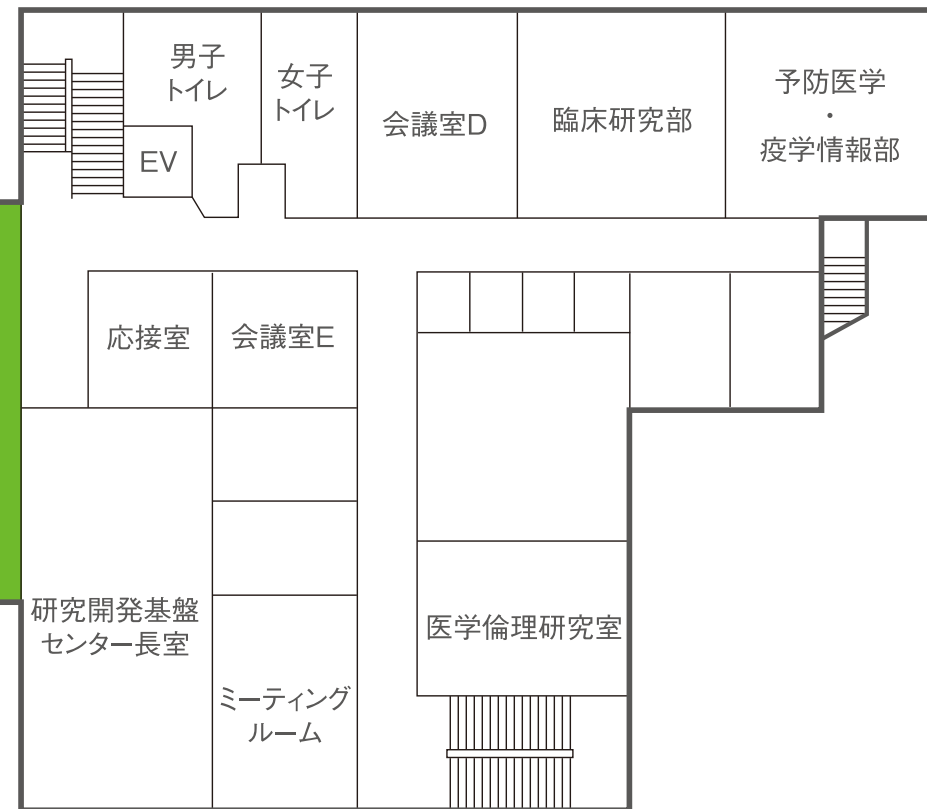 男子
トイレ
女子
トイレ
会議室D
臨床研究部
予防医学
・
疫学情報部
EV
応接室
会議室E
研究開発基盤
センター長室
医学倫理研究室
ミーティング
ルーム